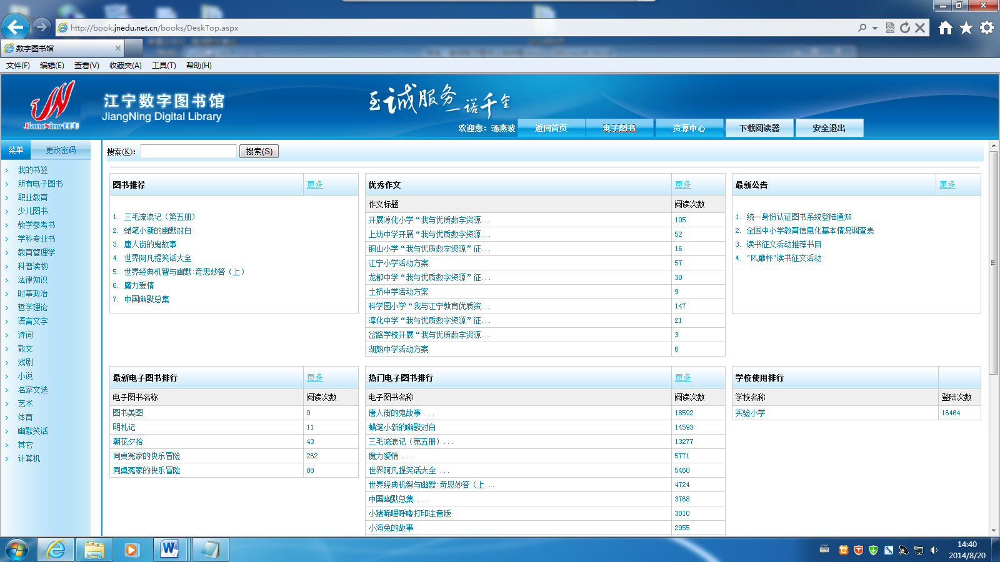 http://book.jnedu.net.cn/books/DeskTop.aspx
数字图书馆
文件(F) 编辑(E) 查看(V) 收藏夹(A) 工具(T) 帮助(H)
JN
JiangNing EDU
江宁数字图书馆
JiangNing Digital Library
至诚服务 一诺千金
欢迎您：汤燕波 返回首页 电子图书 资源中心 下载阅读器 安全退出
菜单 更改密码
我的书签
所有电子图书
职业教育
少儿图书
教学参考书
学科专业书
教育管理学
科普读物
法律知识
时事政治
哲学理论
语言文字
诗词
散文
戏剧
小说
名家文选
艺术
体育
幽默笑话
其它
计算机
搜索(K): 搜索(S)
图书推荐 更多
1. 三毛流浪记（第五册）
2. 蜡笔小新的幽默对白
3. 唐人街的鬼故事
4. 世界阿凡提笑话大全
5. 世界经典机智与幽默:奇思妙答（上）
6. 魔力爱情
7. 中国幽默总集
优秀作文 更多
作文标题 阅读次数
开展淳化小学“我与优质数字资源... 105
上坊中学开展“我与优质数字资源... 52
铜山小学“我与优质数字资源”征... 16
江宁小学活动方案 57
龙都中学“我与优质数字资源”征... 30
土桥中学活动方案 9
科学园小学“我与江宁教育优质资... 147
淳化中学“我与优质数字资源”征... 21
岔路学校开展“我与优质数字资源... 3
湖熟中学活动方案 6
最新公告 更多
1. 统一身份认证图书系统登陆通知
2. 全国中小学教育信息化基本情况调查表
3. 读书征文活动推荐书目
4. “风靡杯”读书征文活动
最新电子图书排行 更多
电子图书名称 阅读次数
图书美图 0
明札记 11
朝花夕拾 43
同桌冤家的快乐冒险 262
同桌冤家的快乐冒险 88
热门电子图书排行 更多
电子图书名称 阅读次数
唐人街的鬼故事 ... 18592
蜡笔小新的幽默对白 14593
三毛流浪记（第五册）... 13277
魔力爱情 ... 5771
世界阿凡提笑话大全 ... 5460
世界经典机智与幽默:奇思妙答（上... 4724
中国幽默总集 ... 3768
小猪唏哩呼噜打印注音版 3010
小海兔的故事 2955
学校使用排行
学校名称 登陆次数
实验小学 16464
14:40
2014/8/20